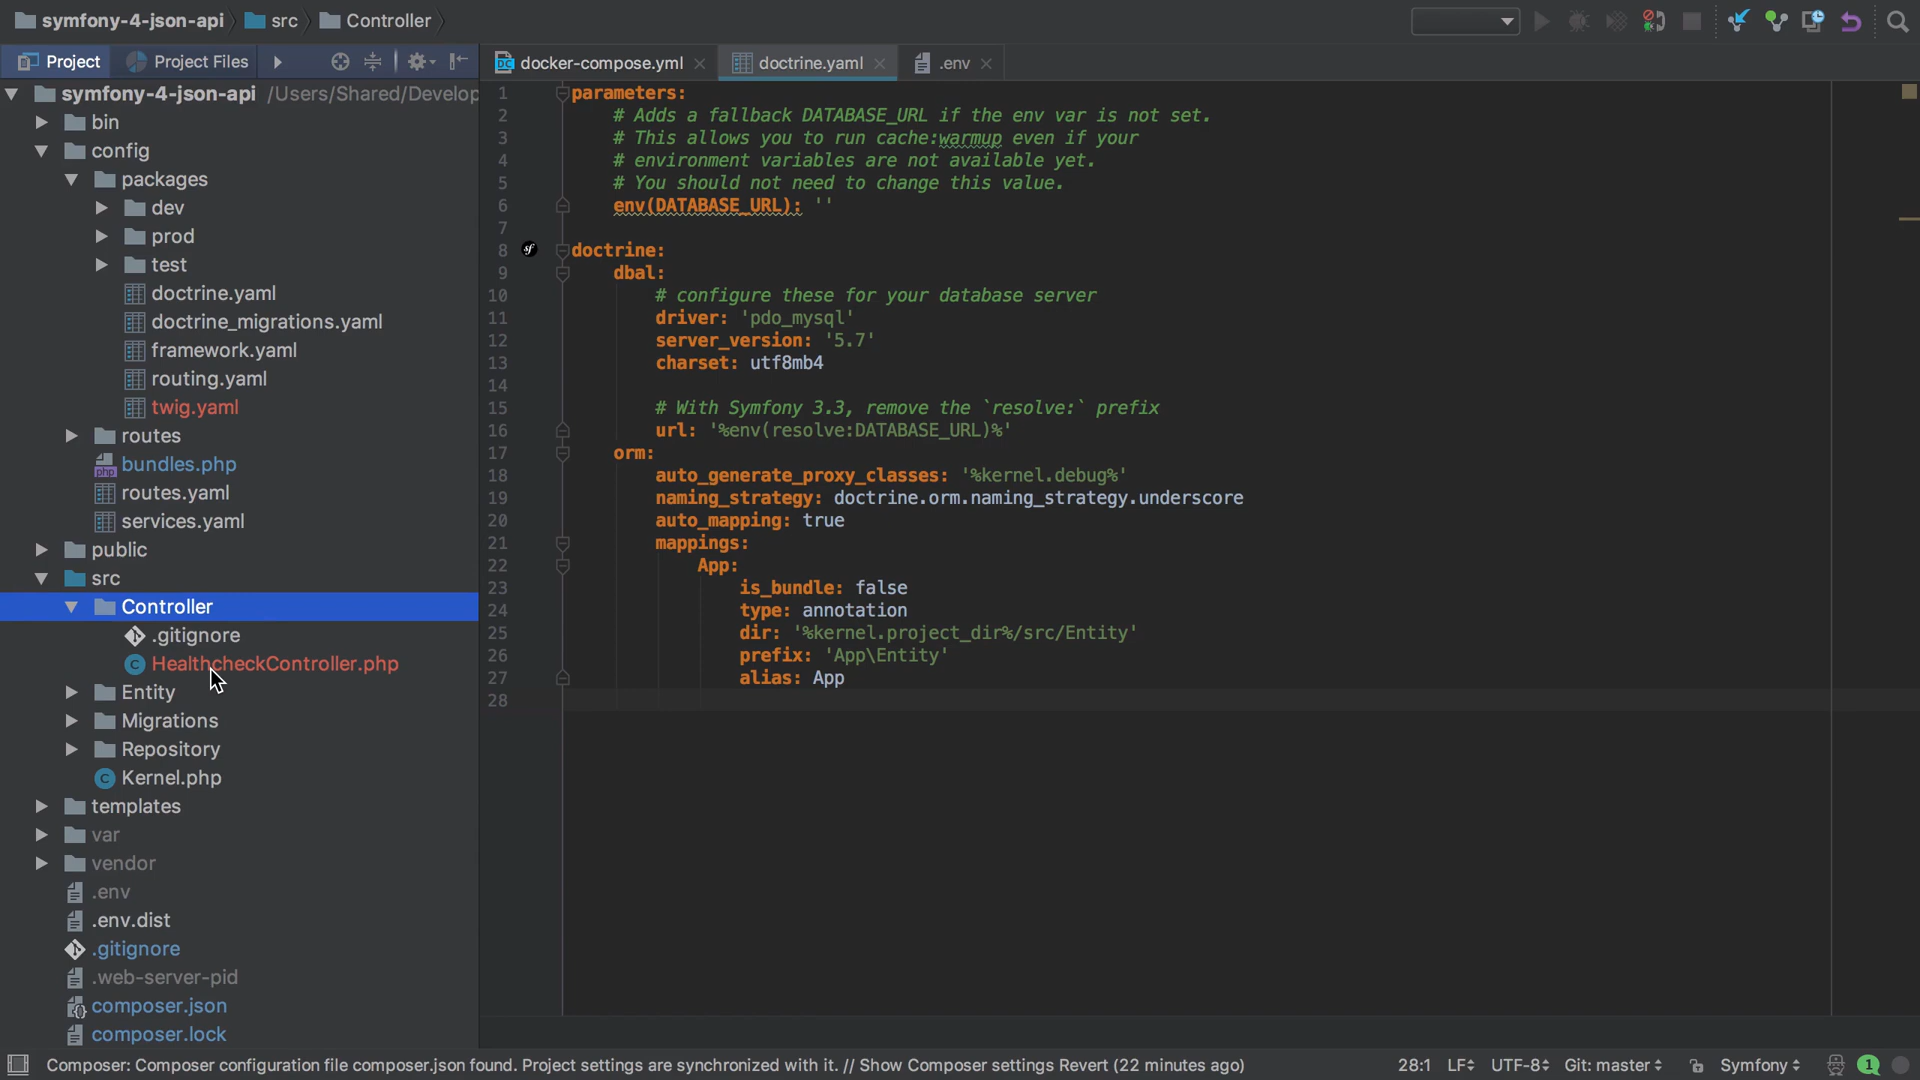 symfony-4-json-api src Controller
Project Project Files
docker-compose.yml doctrine.yaml .env
symfony-4-json-api /Users/Shared/Develop
bin
config
packages
dev
prod
test
doctrine.yaml
doctrine_migrations.yaml
framework.yaml
routing.yaml
twig.yaml
routes
php bundles.php
routes.yaml
services.yaml
public
src
Controller
.gitignore
C HealthcheckController.php
Entity
Migrations
Repository
C Kernel.php
templates
var
vendor
.env
.env.dist
.gitignore
.web-server-pid
composer.json
composer.lock
1 parameters:
2 # Adds a fallback DATABASE_URL if the env var is not set.
3 # This allows you to run cache:warmup even if your
4 # environment variables are not available yet.
5 # You should not need to change this value.
6 env(DATABASE_URL): ''
7
8 sf doctrine:
9 dbal:
10 # configure these for your database server
11 driver: 'pdo_mysql'
12 server_version: '5.7'
13 charset: utf8mb4
14
15 # With Symfony 3.3, remove the `resolve:` prefix
16 url: '%env(resolve:DATABASE_URL)%'
17 orm:
18 auto_generate_proxy_classes: '%kernel.debug%'
19 naming_strategy: doctrine.orm.naming_strategy.underscore
20 auto_mapping: true
21 mappings:
22 App:
23 is_bundle: false
24 type: annotation
25 dir: '%kernel.project_dir%/src/Entity'
26 prefix: 'App\Entity'
27 alias: App
28
Composer: Composer configuration file composer.json found. Project settings are synchronized with it. // Show Composer settings Revert (22 minutes ago) 28:1 LF UTF-8 Git: master Symfony 1